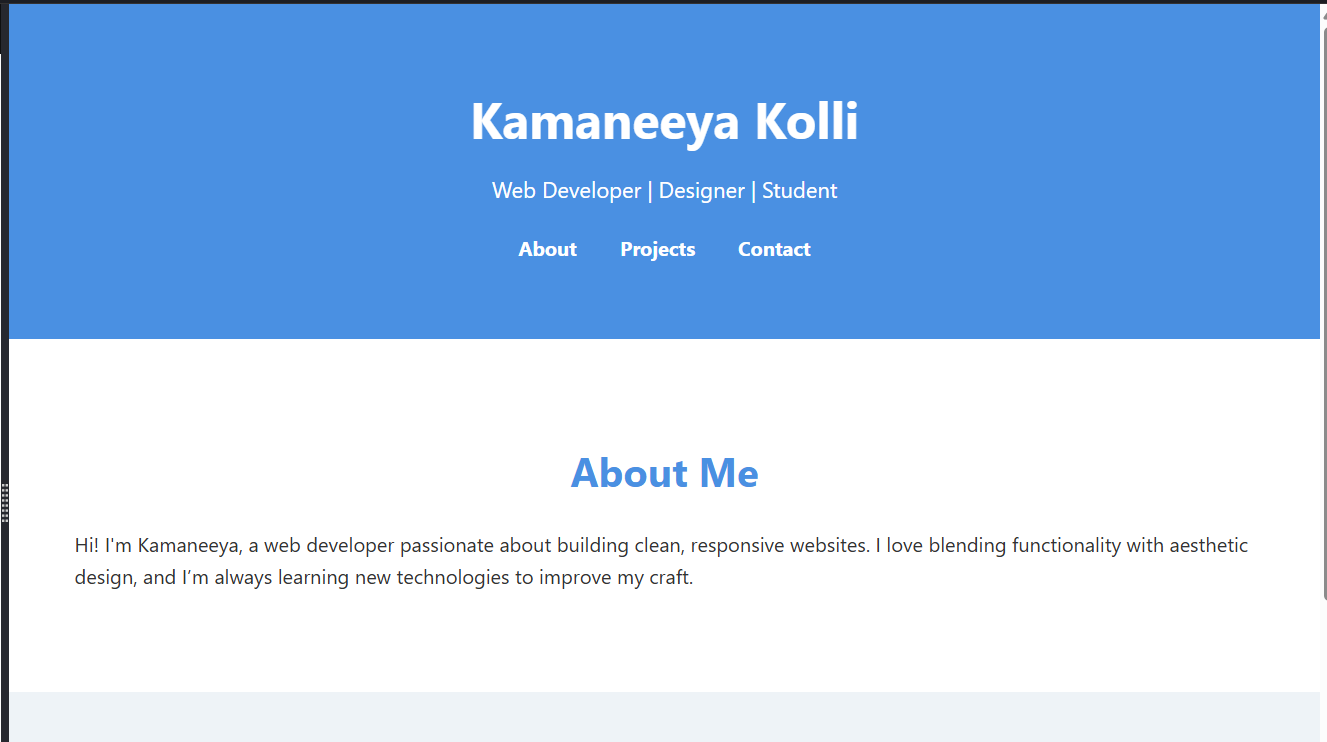 Kamaneeya Kolli
Web Developer | Designer | Student
About Projects Contact
About Me
Hi! I'm Kamaneeya, a web developer passionate about building clean, responsive websites. I love blending functionality with aesthetic
design, and I’m always learning new technologies to improve my craft.